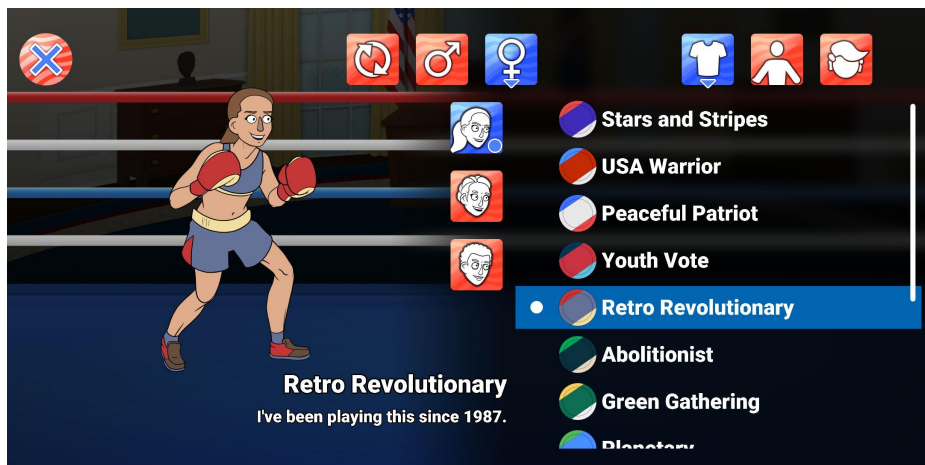 Stars and Stripes
USA Warrior
Peaceful Patriot
Youth Vote
Retro Revolutionary
Abolitionist
Green Gathering
Planetary
Retro Revolutionary
I've been playing this since 1987.